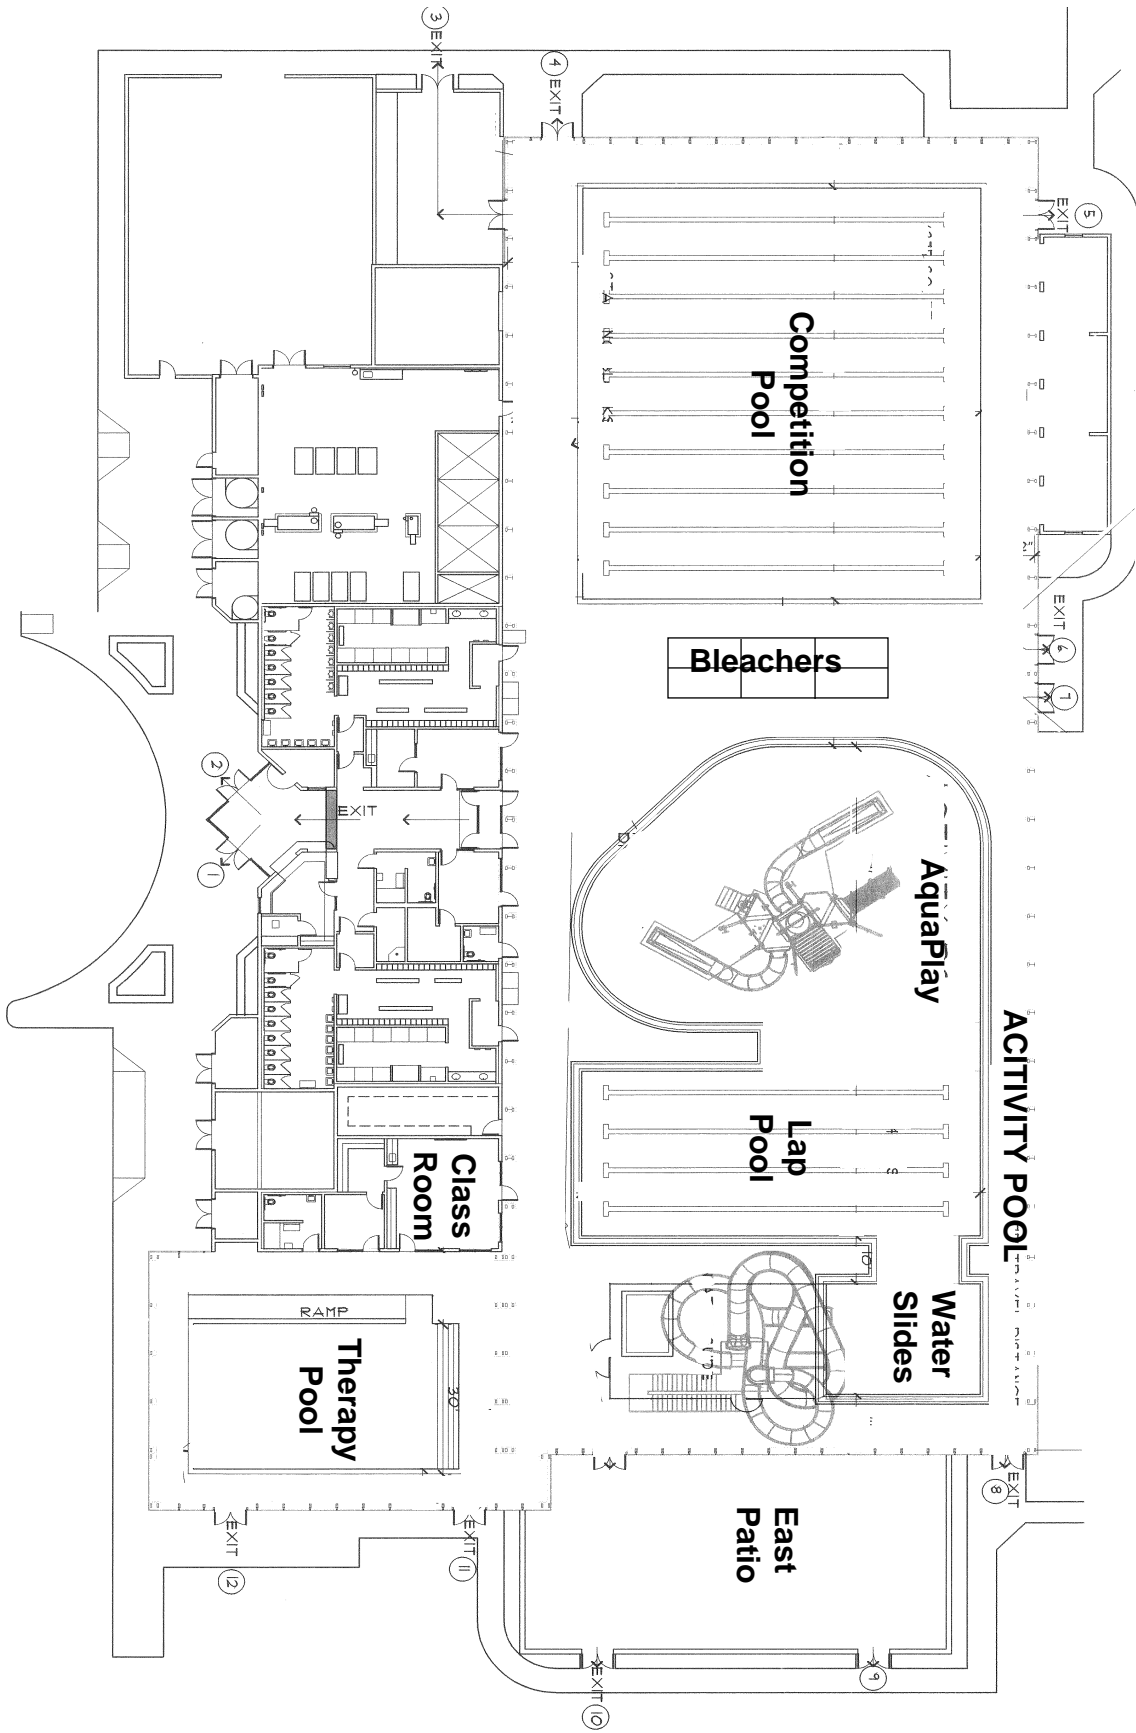 3
EXIT
4
EXIT
5
EXIT
Competition
Pool
EXIT
6
7
Bleachers
2
EXIT
1
AquaPlay
ACITIVITY POOL
Lap
Pool
Class
Room
Water
Slides
RAMP
Therapy
Pool
30'
East
Patio
8
EXIT
EXIT
11
EXIT
12
9
EXIT
10